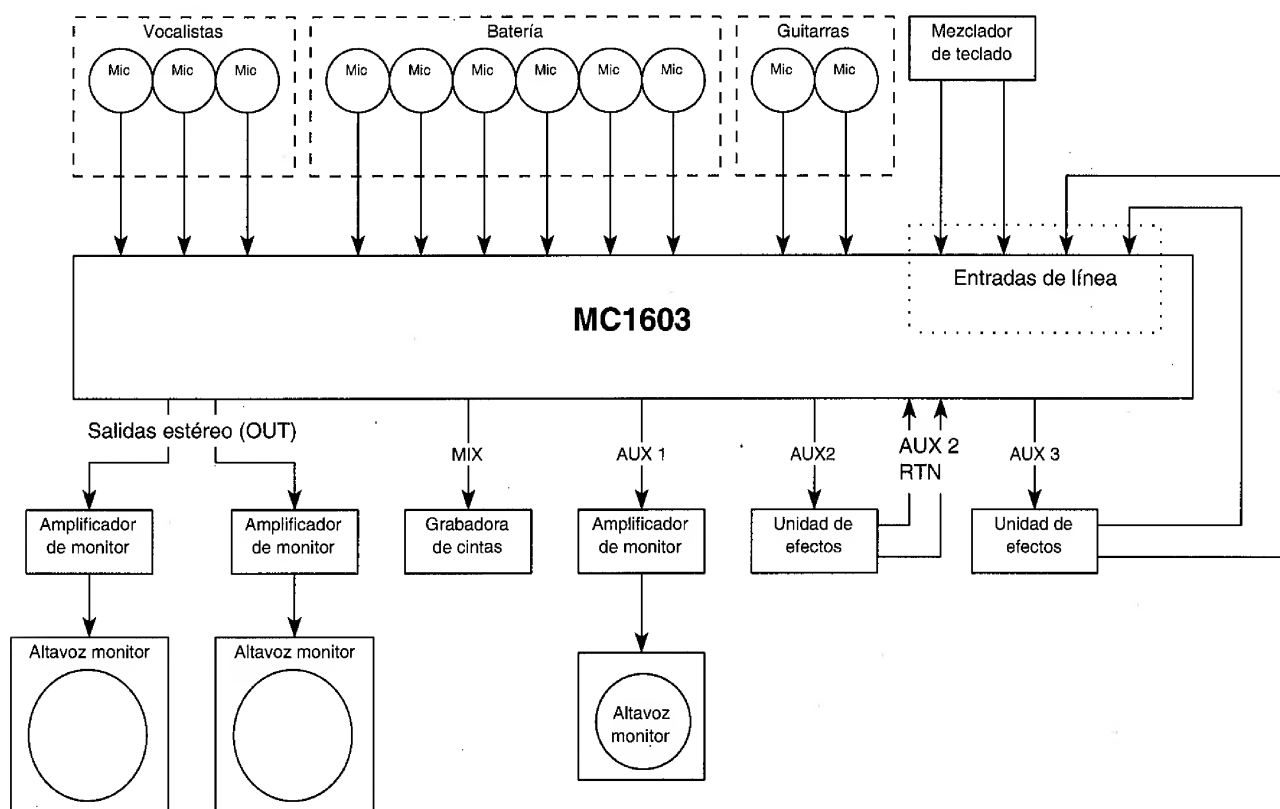 Vocalistas
Mic Mic Mic
Batería
Mic Mic Mic Mic Mic Mic
Guitarras
Mic Mic
Mezclador
de teclado
Entradas de línea
MC1603
Salidas estéreo (OUT)
MIX
AUX 1
AUX2
AUX 2
RTN
AUX 3
Amplificador
de monitor
Amplificador
de monitor
Grabadora
de cintas
Amplificador
de monitor
Unidad de
efectos
Unidad de
efectos
Altavoz monitor
Altavoz monitor
Altavoz
monitor